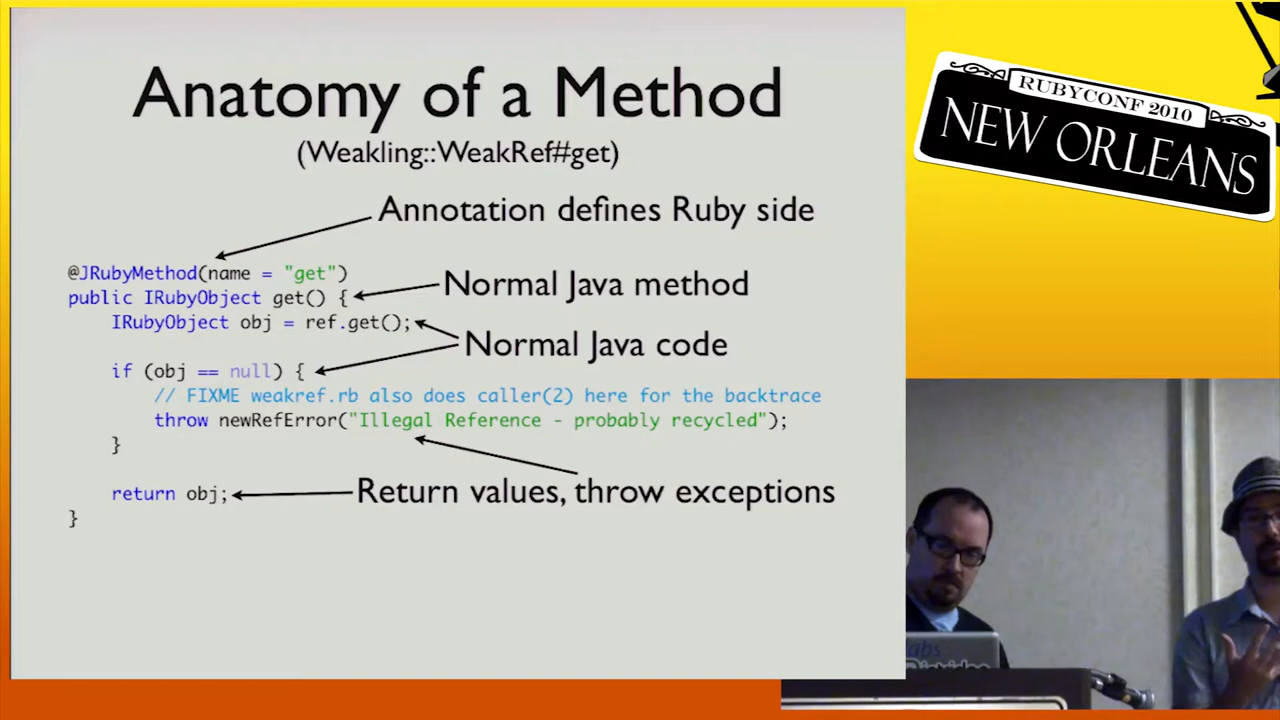 Anatomy of a Method
(Weakling::WeakRef#get)
Annotation defines Ruby side
@JRubyMethod(name = "get")
public IRubyObject get() {
Normal Java method
IRubyObject obj = ref.get();
Normal Java code
if (obj == null) {
// FIXME weakref.rb also does caller(2) here for the backtrace
throw newRefError("Illegal Reference - probably recycled");
}
return obj;
Return values, throw exceptions
}
RUBYCONF 2010
NEW ORLEANS